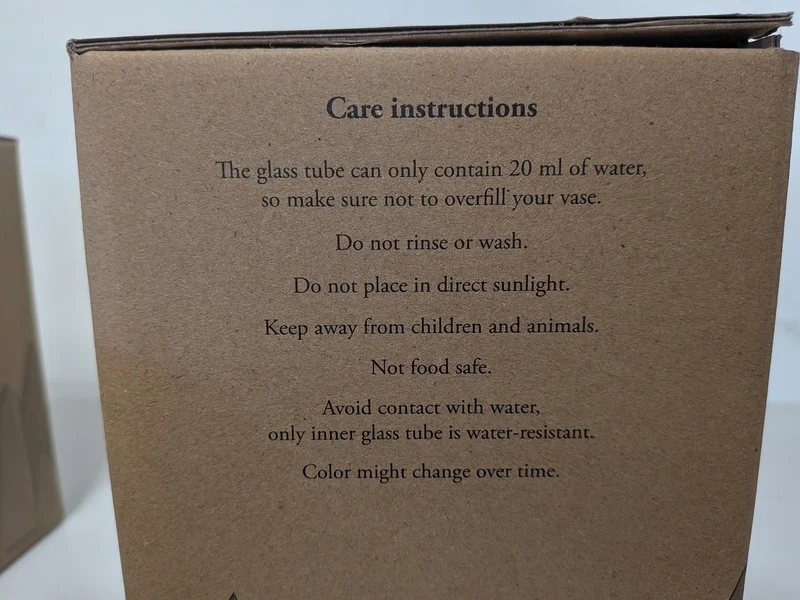 Care instructions
The glass tube can only contain 20 ml of water,
so make sure not to overfill your vase.
Do not rinse or wash.
Do not place in direct sunlight.
Keep away from children and animals.
Not food safe.
Avoid contact with water,
only inner glass tube is water-resistant.
Color might change over time.